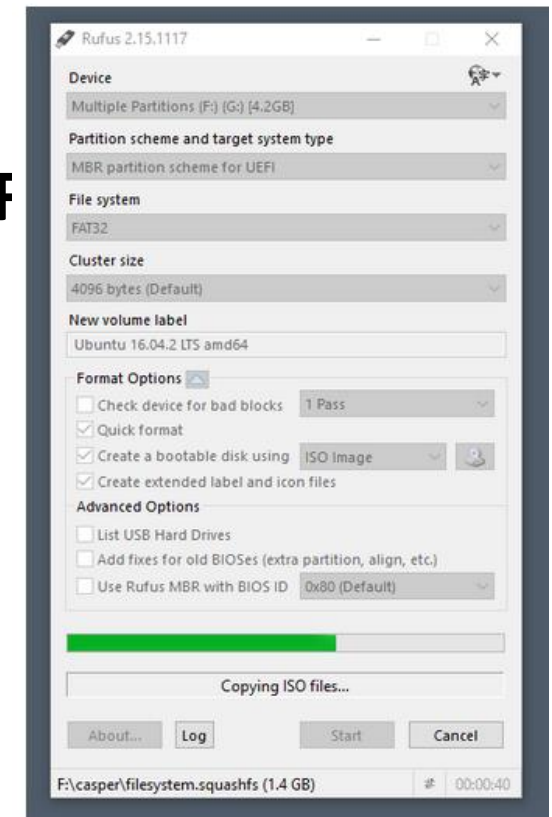 Rufus 2.15.1117
Device
Multiple Partitions (F:) (G:) [4.2GB]
Partition scheme and target system type
MBR partition scheme for UEFI
File system
FAT32
Cluster size
4096 bytes (Default)
New volume label
Ubuntu 16.04.2 LTS amd64
Format Options
Check device for bad blocks 1 Pass
Quick format
Create a bootable disk using ISO Image
Create extended label and icon files
Advanced Options
List USB Hard Drives
Add fixes for old BIOSes (extra partition, align, etc.)
Use Rufus MBR with BIOS ID 0x80 (Default)
Copying ISO files...
About... Log Start Cancel
F:\casper\filesystem.squashfs (1.4 GB) # 00:00:40